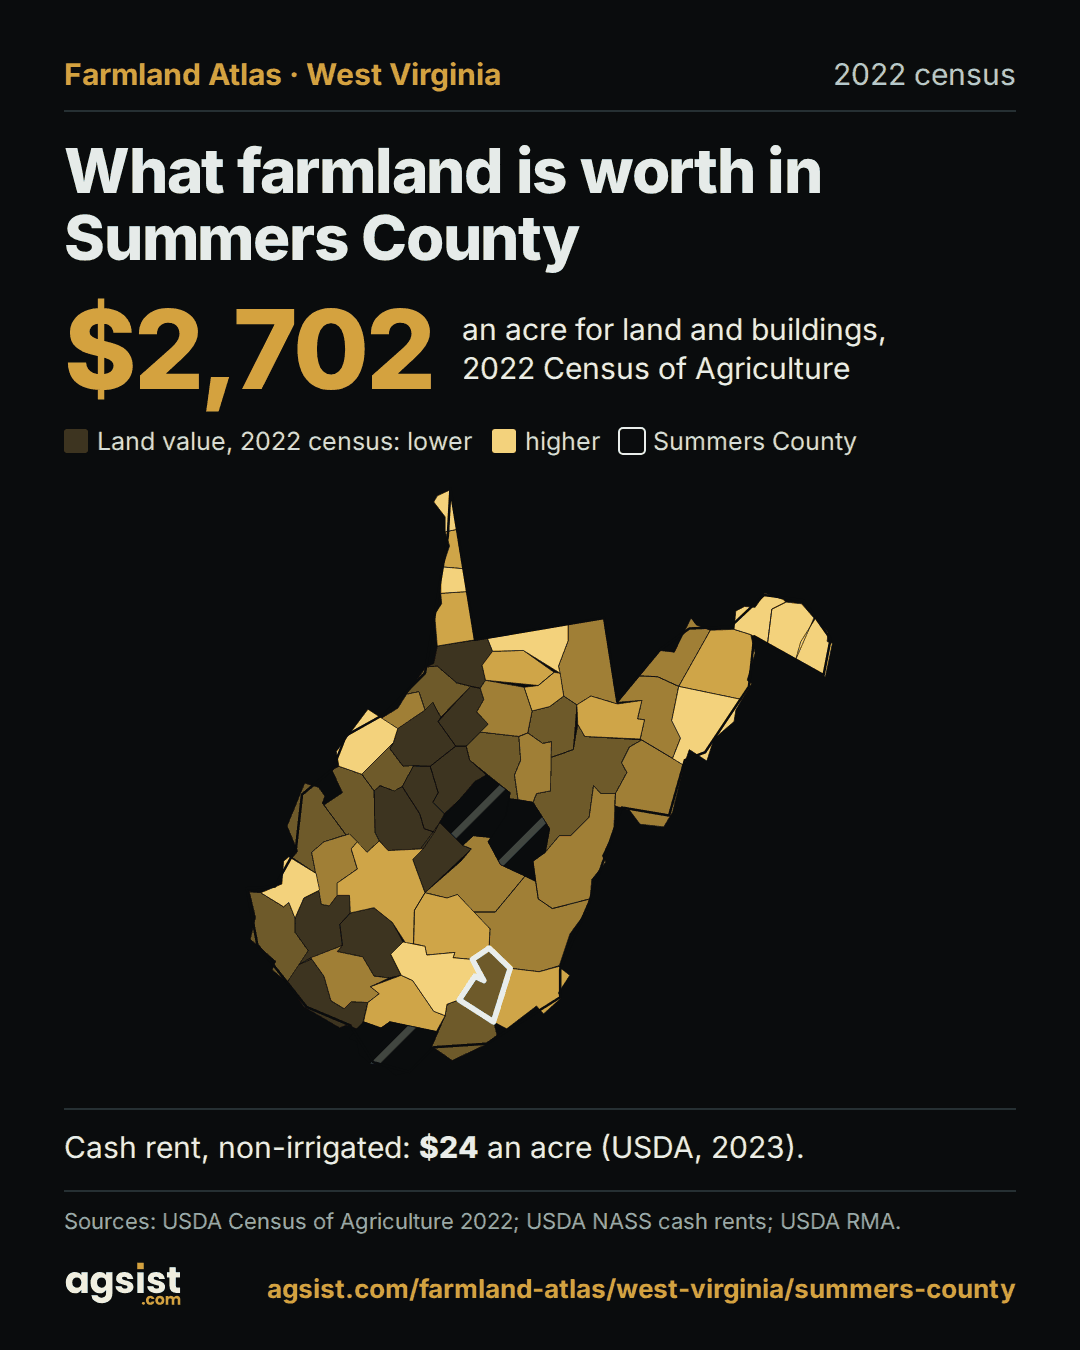 Farmland Atlas · West Virginia
2022 census
What farmland is worth in
Summers County
$2,702
an acre for land and buildings,
2022 Census of Agriculture
Land value, 2022 census: lower
higher
Summers County
Cash rent, non-irrigated: $24 an acre (USDA, 2023).
Sources: USDA Census of Agriculture 2022; USDA NASS cash rents; USDA RMA.
agsist
.com
agsist.com/farmland-atlas/west-virginia/summers-county